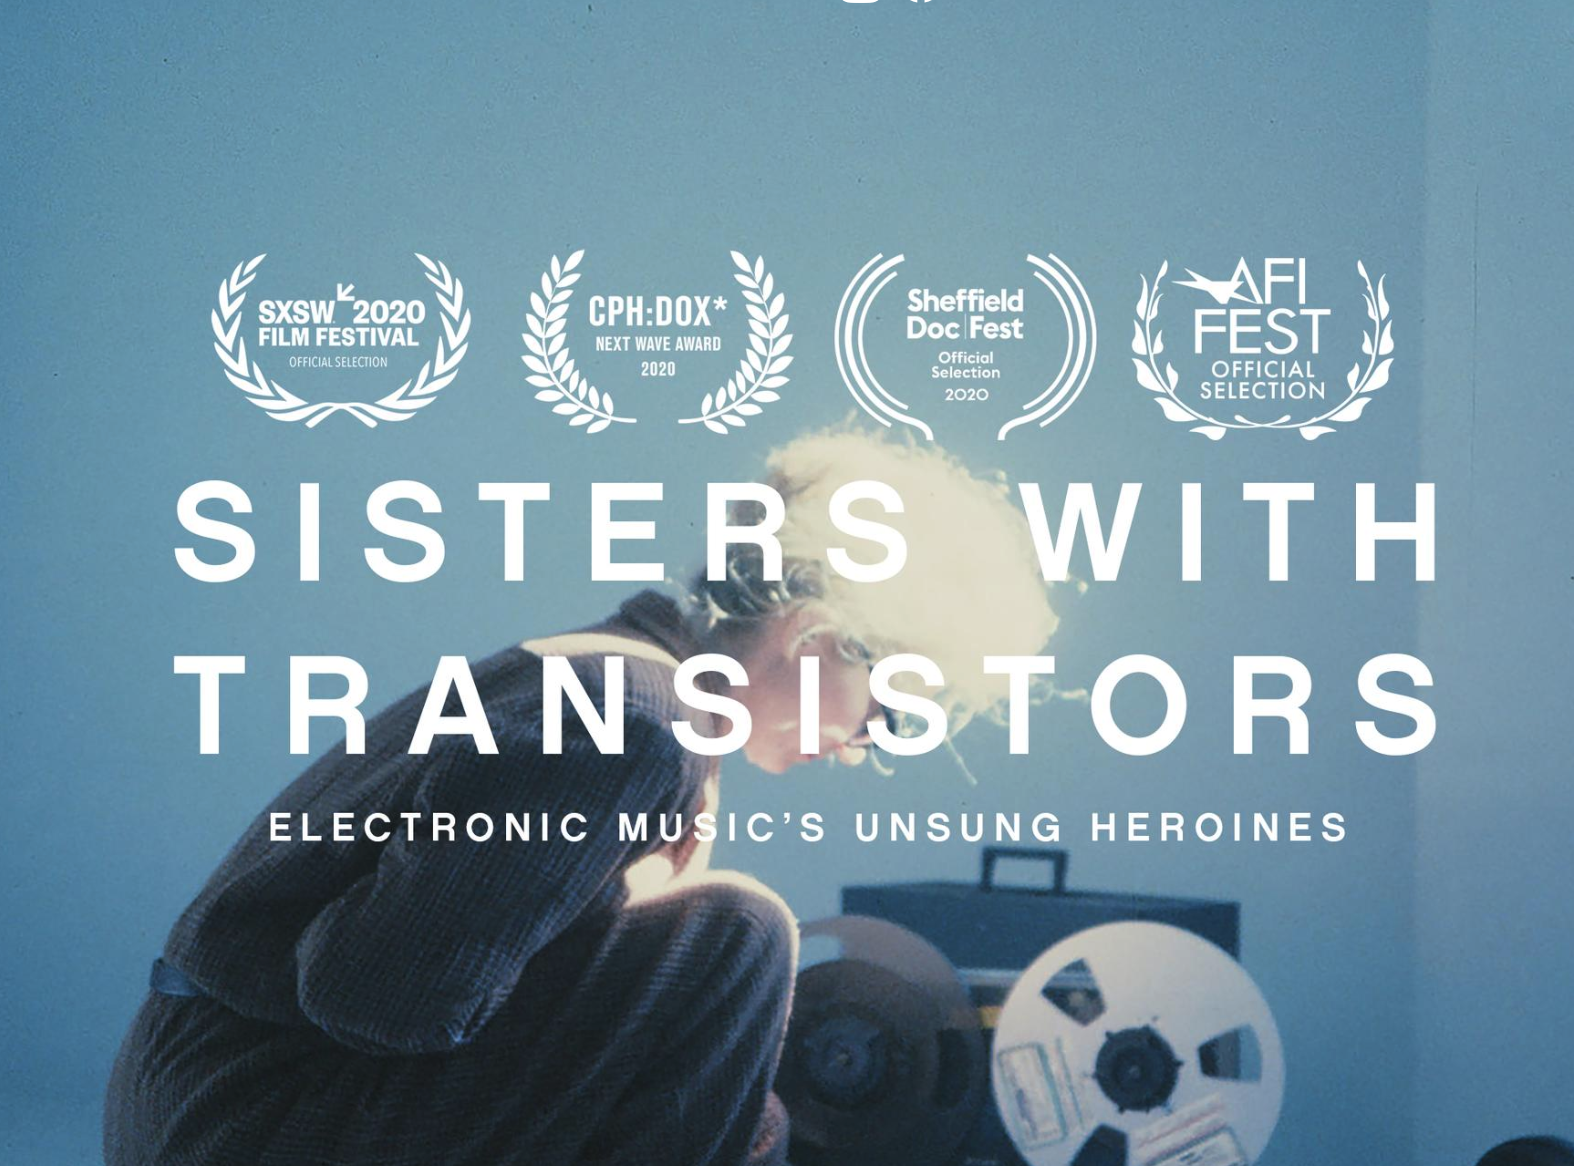 SXSW 2020
FILM FESTIVAL
OFFICIAL SELECTION
CPH:DOX*
NEXT WAVE AWARD
2020
Sheffield
Doc|Fest
Official
Selection
2020
AFI
FEST
OFFICIAL
SELECTION
SISTERS WITH
TRANSISTORS
ELECTRONIC MUSIC'S UNSUNG HEROINES